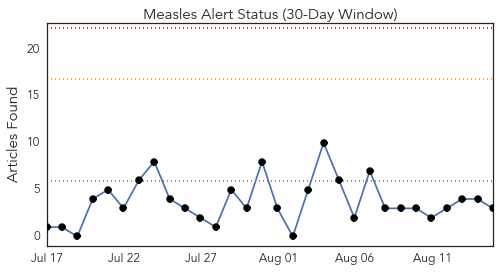 Measles Alert Status (30-Day Window)
Articles Found
20
15
10
5
0
Jul 17
Jul 22
Jul 27
Aug 01
Aug 06
Aug 11